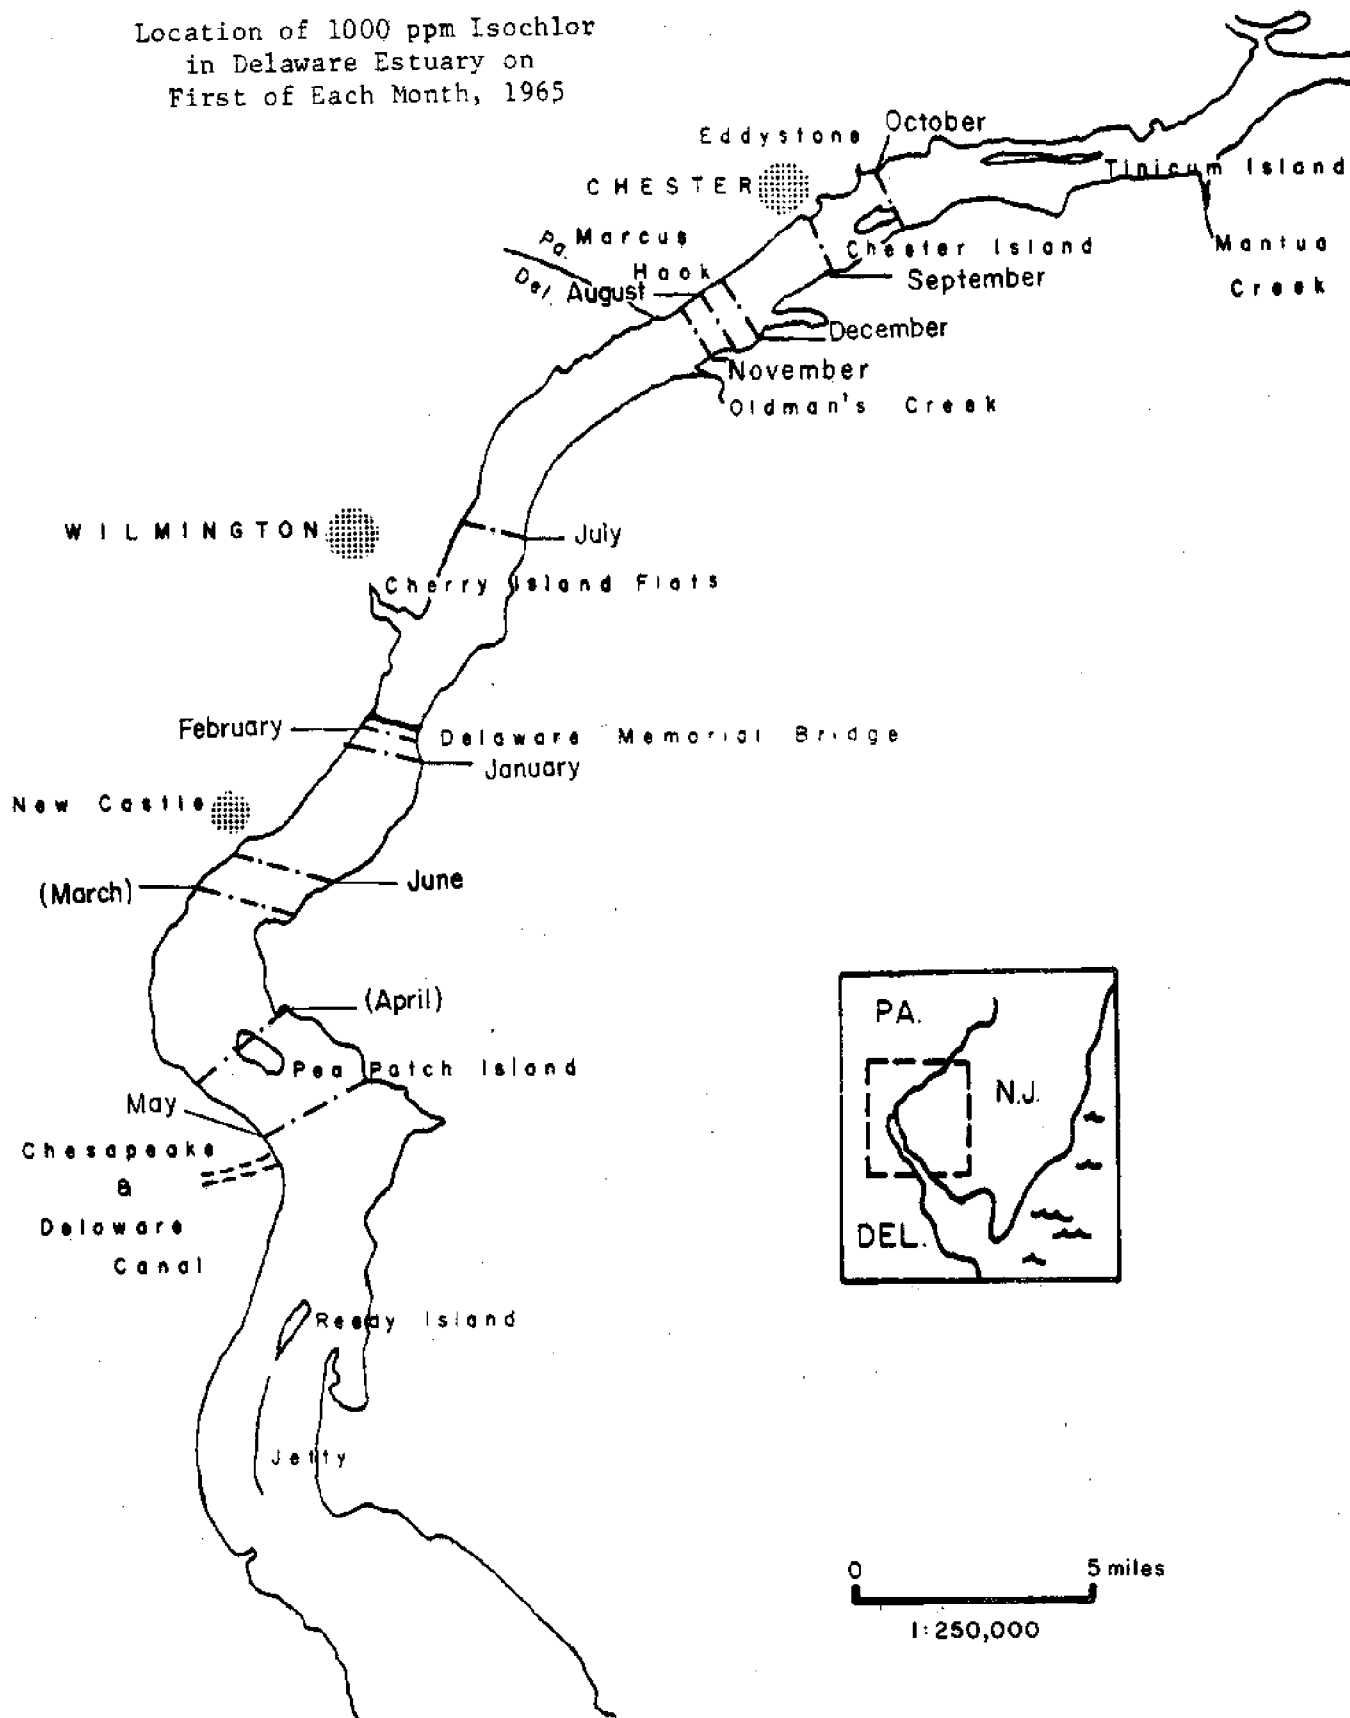 Location of 1000 ppm Isochlor
in Delaware Estuary on
First of Each Month, 1965
October
Eddystone
CHESTER
Tinicum Island
Pa.
Marcus
Hook
Chester Island
Mantua
Creek
Del.
August
September
December
November
Oldman's Creek
WILMINGTON
July
Cherry Island Flats
February
Delaware Memorial Bridge
January
New Castle
June
(March)
(April)
Pea Patch Island
May
Chesapeake
&
Delaware
Canal
PA.
N.J.
DEL.
Reedy Island
Jetty
0 5 miles
1:250,000